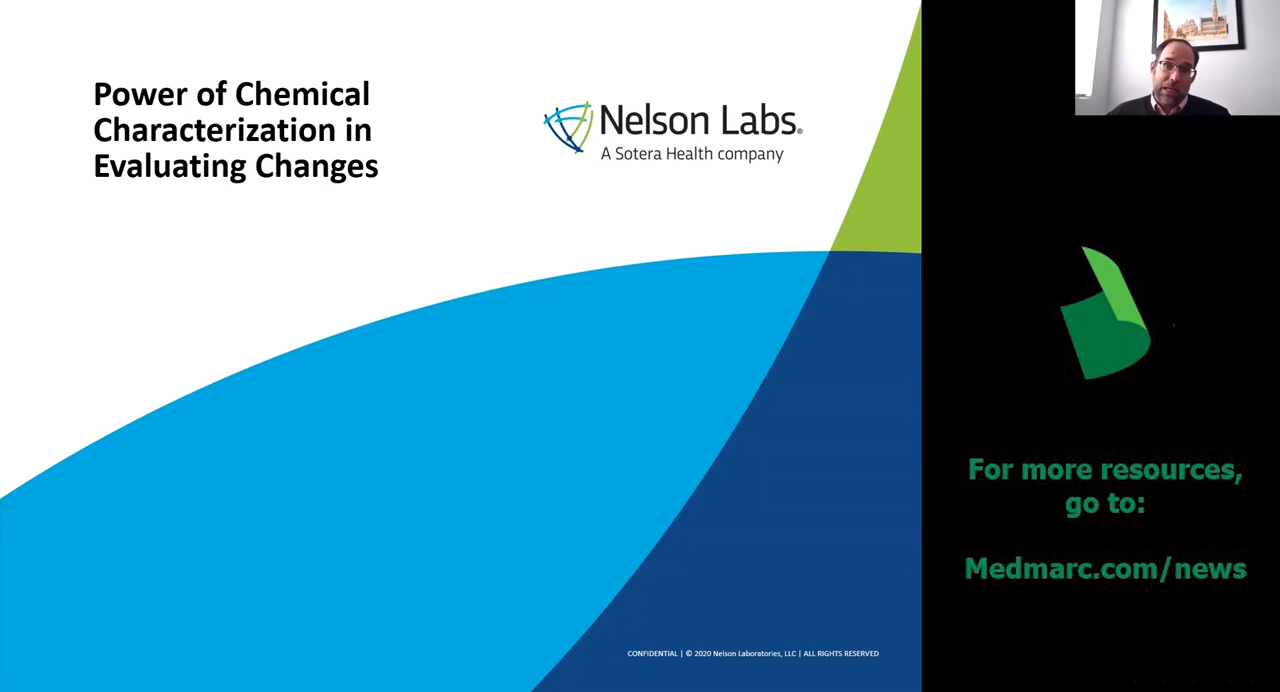 Power of Chemical
Characterization in
Evaluating Changes
Nelson Labs®
A Sotera Health company
CONFIDENTIAL | © 2020 Nelson Laboratories, LLC | ALL RIGHTS RESERVED
For more resources,
go to:
Medmarc.com/news